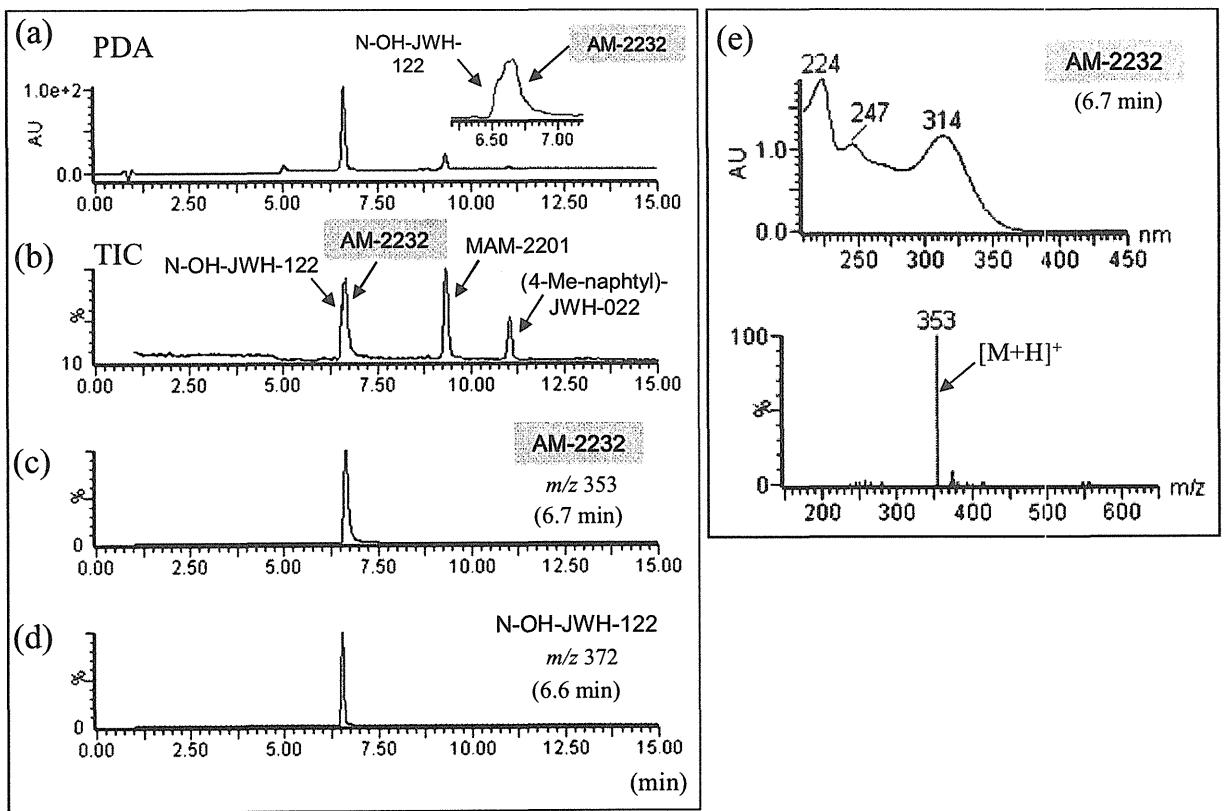 (a) PDA
N-OH-JWH-
122
AM-2232
1.0e+2
AU
0.0
6.50 7.00
0.00 2.50 5.00 7.50 10.00 12.50 15.00
(b) TIC
AM-2232
MAM-2201
N-OH-JWH-122
(4-Me-naphtyl)-
JWH-022
%
10
0.00 2.50 5.00 7.50 10.00 12.50 15.00
(c)
AM-2232
m/z 353
(6.7 min)
%
0
0.00 2.50 5.00 7.50 10.00 12.50 15.00
(d)
N-OH-JWH-122
m/z 372
(6.6 min)
%
0
0.00 2.50 5.00 7.50 10.00 12.50 15.00
(min)
(e)
AM-2232
(6.7 min)
224
247
314
AU
1.0
0.0
nm
250 300 350 400 450
353
100
[M+H]+
%
0
m/z
200 300 400 500 600